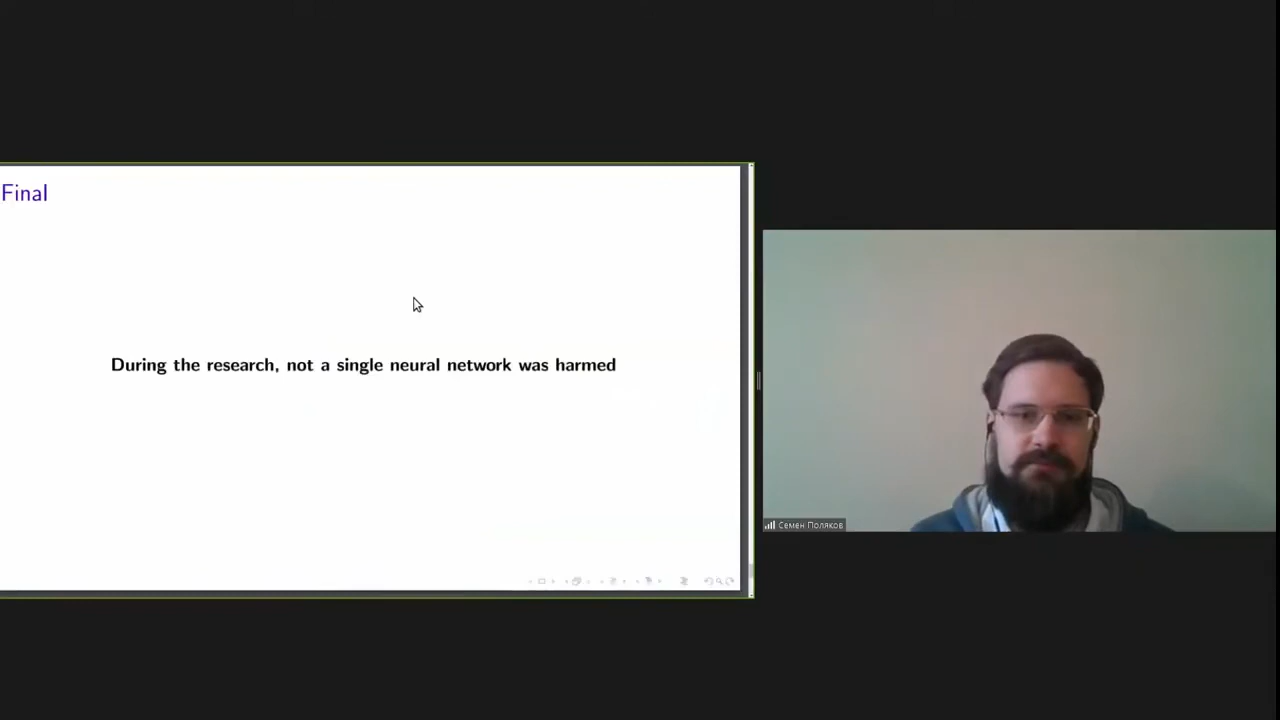 Final
During the research, not a single neural network was harmed
Семен Поляков